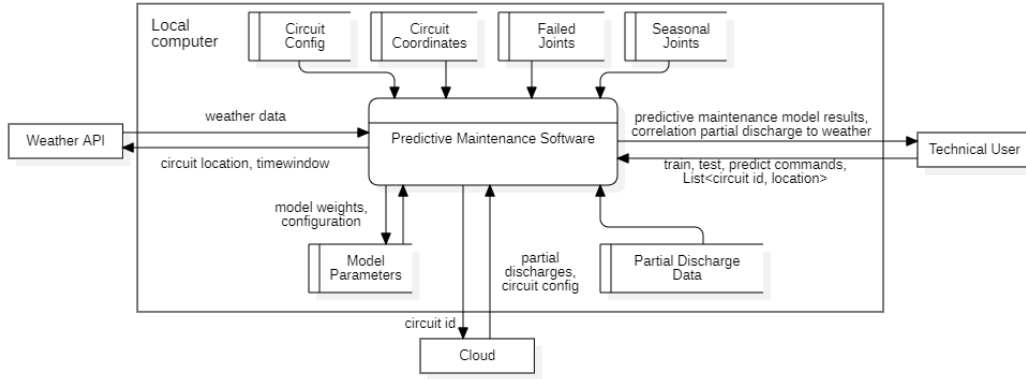 Local
computer
Circuit
Config
Circuit
Coordinates
Failed
Joints
Seasonal
Joints
weather data
Weather API
circuit location, timewindow
Predictive Maintenance Software
predictive maintenance model results,
correlation partial discharge to weather
Technical User
train, test, predict commands,
List<circuit id, location>
model weights,
configuration
Model
Parameters
partial
discharges,
circuit config
Partial Discharge
Data
circuit id
Cloud